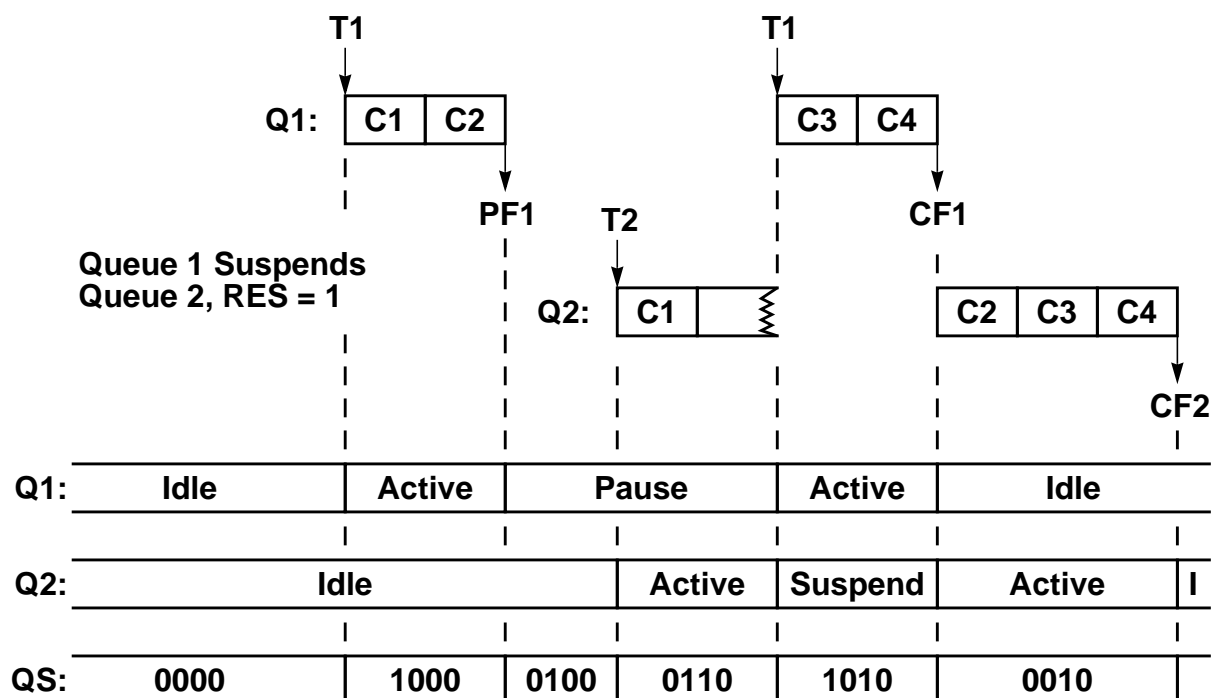 T1 T1
Q1: C1 C2 C3 C4
PF1 T2 CF1
Queue 1 Suspends
Queue 2, RES = 1
Q2: C1 C2 C3 C4
CF2
Q1: Idle Active Pause Active Idle
Q2: Idle Active Suspend Active I
QS: 0000 1000 0100 0110 1010 0010